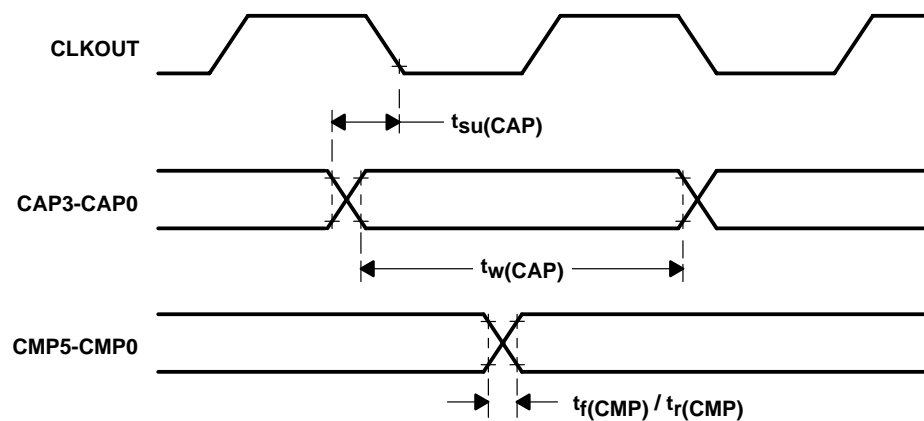 CLKOUT
tsu(CAP)
CAP3-CAP0
tw(CAP)
CMP5-CMP0
tf(CMP) / tr(CMP)